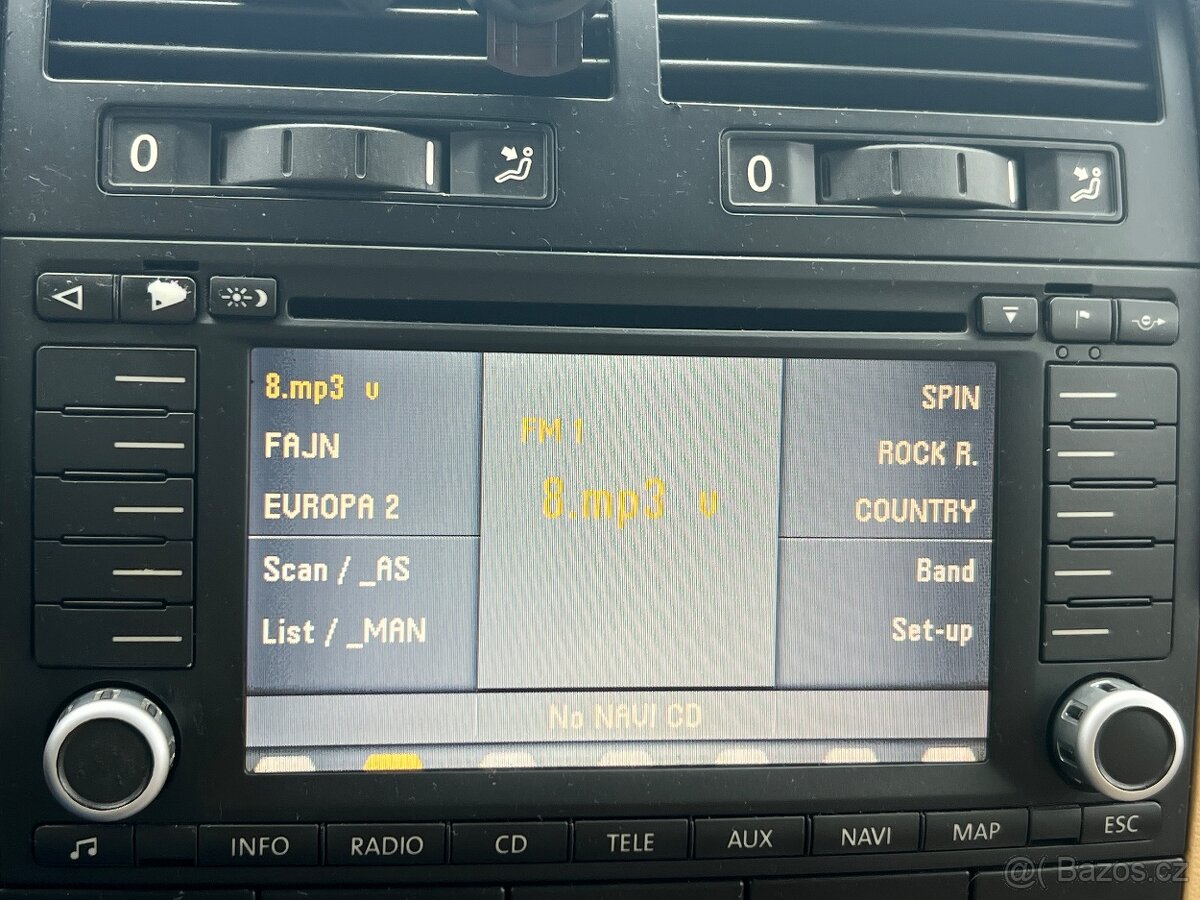 0
0
8.mp3 v
SPIN
FM 1
FAJN
ROCK R.
8.mp3 v
EVROPA 2
COUNTRY
Scan / _AS
Band
List / _MAN
Set-up
No NAVI CD
INFO
RADIO
CD
TELE
AUX
NAVI
MAP
ESC
@( Bazos.cz